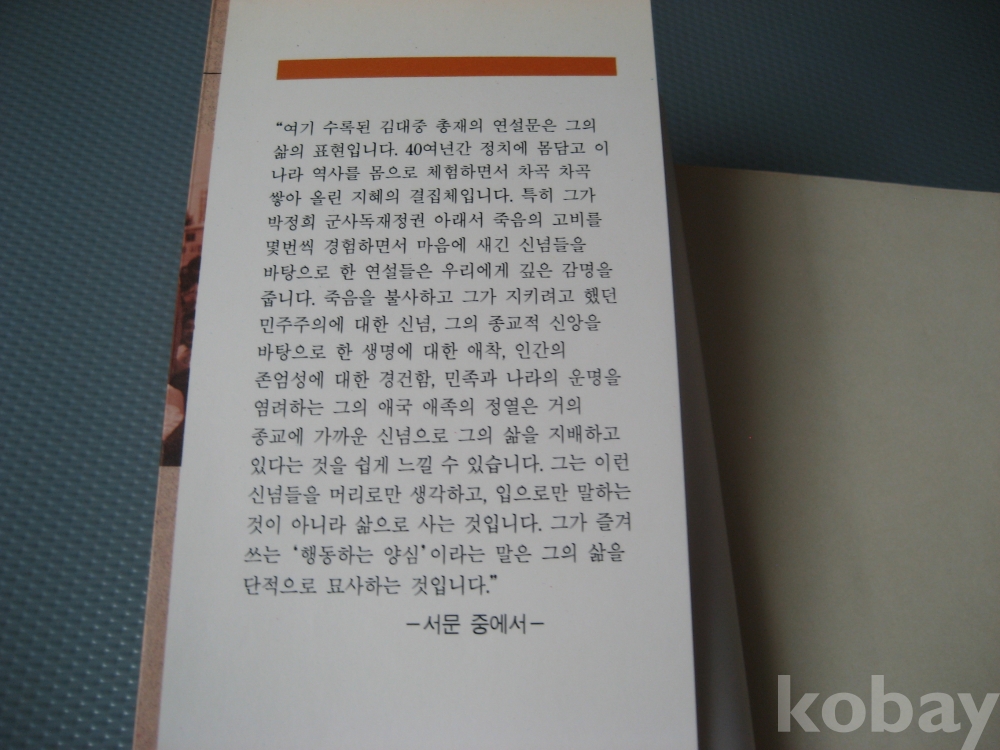 “여기 수록된 김대중 총재의 연설문은 그의
삶의 표현입니다. 40여년간 정치에 몸담고 이
나라 역사를 몸으로 체험하면서 차곡 차곡
쌓아 올린 지혜의 결집체입니다. 특히 그가
박정희 군사독재정권 아래서 죽음의 고비를
몇번씩 경험하면서 마음에 새긴 신념들을
바탕으로 한 연설들은 우리에게 깊은 감명을
줍니다. 죽음을 불사하고 그가 지키려고 했던
민주주의에 대한 신념, 그의 종교적 신앙을
바탕으로 한 생명에 대한 애착, 인간의
존엄성에 대한 경건함, 민족과 나라의 운명을
염려하는 그의 애국 애족의 정열은 거의
종교에 가까운 신념으로 그의 삶을 지배하고
있다는 것을 쉽게 느낄 수 있습니다. 그는 이런
신념들을 머리로만 생각하고, 입으로만 말하는
것이 아니라 삶으로 사는 것입니다. 그가 즐겨
쓰는 ‘행동하는 양심’이라는 말은 그의 삶을
단적으로 묘사하는 것입니다.”
–서문 중에서–
kobay